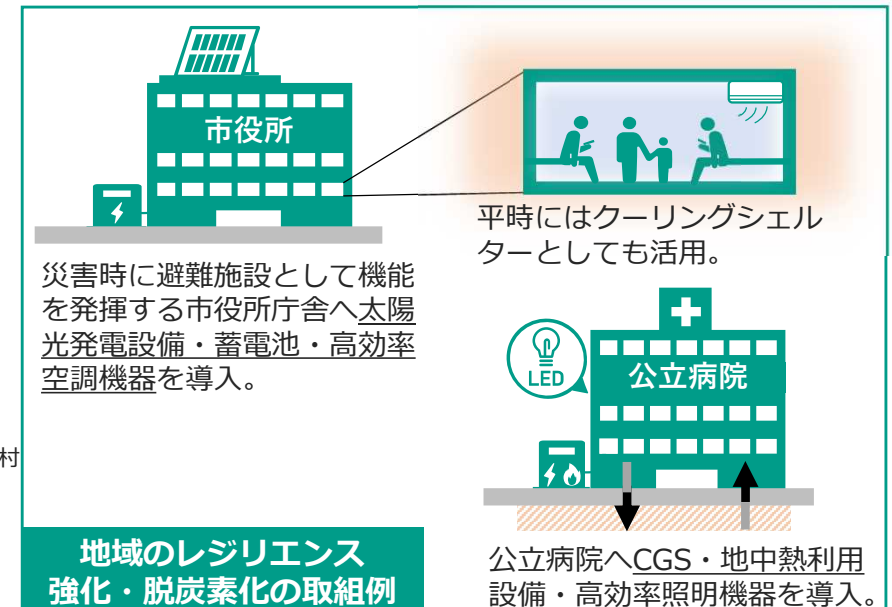 市役所
災害時に避難施設として機能
を発揮する市役所庁舎へ太陽
光発電設備・蓄電池・高効率
空調機器を導入。
平時にはクーリングシェル
ターとしても活用。
LED
公立病院
公立病院へCGS・地中熱利用
設備・高効率照明機器を導入。
村
地域のレジリエンス
強化・脱炭素化の取組例